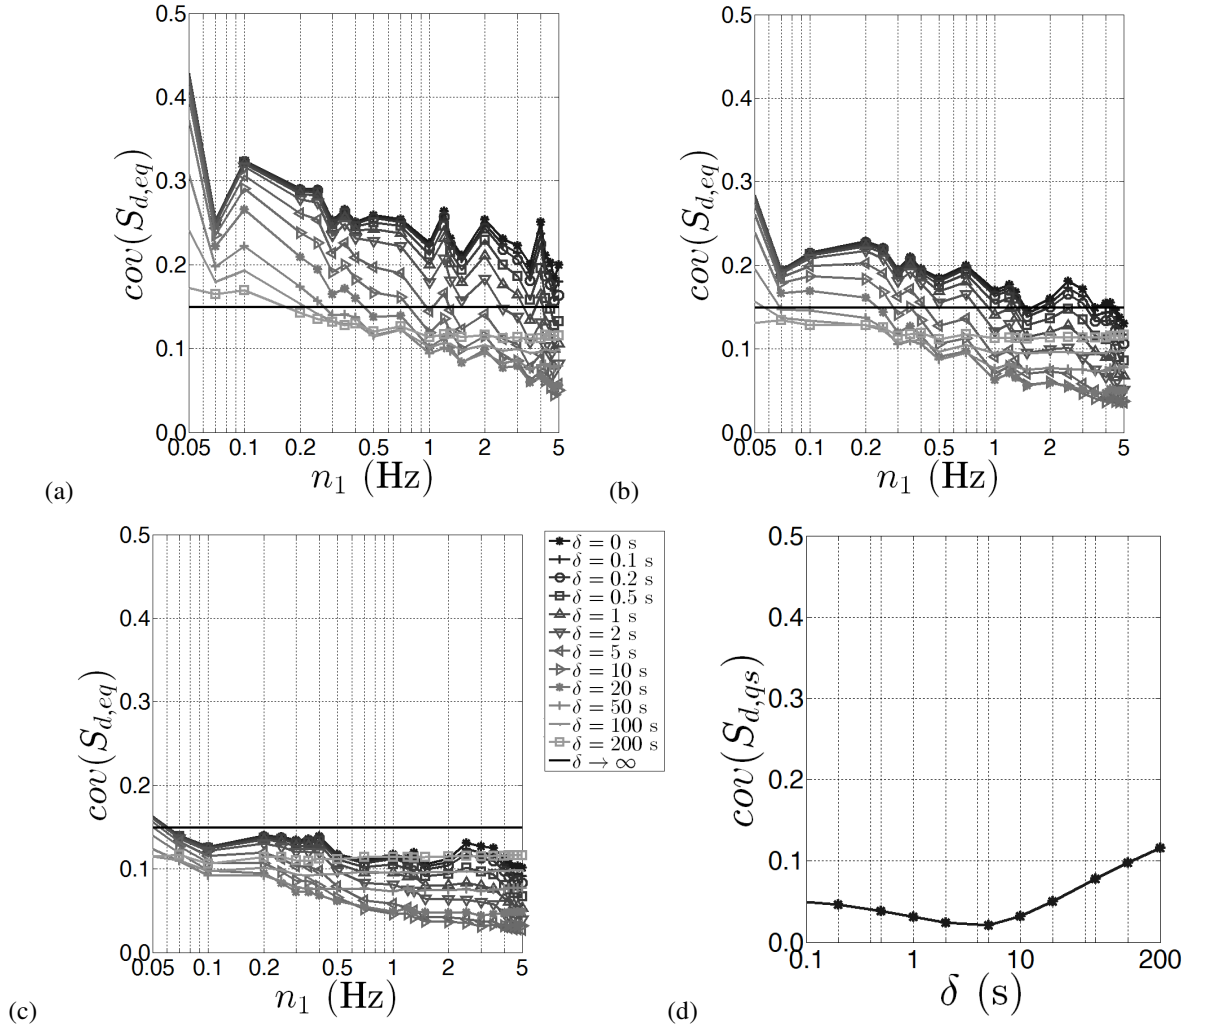 0.5
0.4
0.3
0.2
0.1
0.0
cov(S_{d,eq})
0.05 0.1 0.2 0.5 1 2 5
n_1 (Hz)
(a)
0.5
0.4
0.3
0.2
0.1
0.0
cov(S_{d,eq})
0.05 0.1 0.2 0.5 1 2 5
n_1 (Hz)
(b)
0.5
0.4
0.3
0.2
0.1
0.0
cov(S_{d,eq})
0.05 0.1 0.2 0.5 1 2 5
n_1 (Hz)
(c)
δ = 0 s
δ = 0.1 s
δ = 0.2 s
δ = 0.5 s
δ = 1 s
δ = 2 s
δ = 5 s
δ = 10 s
δ = 20 s
δ = 50 s
δ = 100 s
δ = 200 s
δ → ∞
0.5
0.4
0.3
0.2
0.1
0.0
cov(S_{d,qs})
0.1 1 10 200
δ (s)
(d)